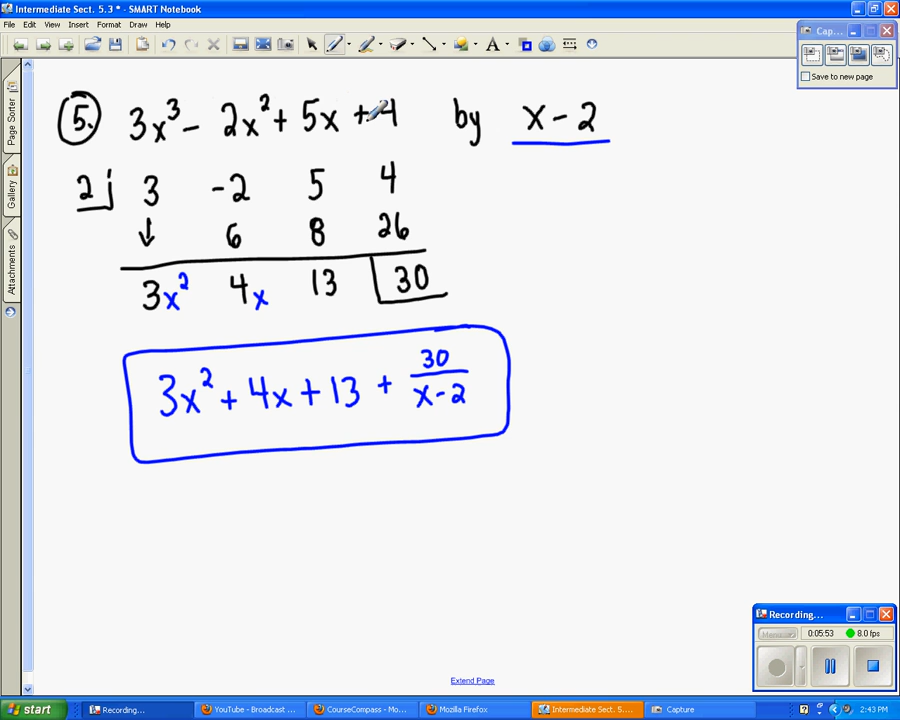 Intermediate Sect. 5.3 * - SMART Notebook
File Edit View Insert Format Draw Help
Cap...
Save to new page
Page Sorter
Gallery
Attachments
5. 3x³ - 2x² + 5x + 4 by x - 2
2 3 -2 5 4
↓ 6 8 26
3x² 4x 13 30
3x² + 4x + 13 + 30/(x-2)
Extend Page
Recording...
Menu
0:05:53 8.0 fps
start Recording... YouTube - Broadcast ... CourseCompass - Mo... Mozilla Firefox Intermediate Sect. 5.3... Capture 2:43 PM